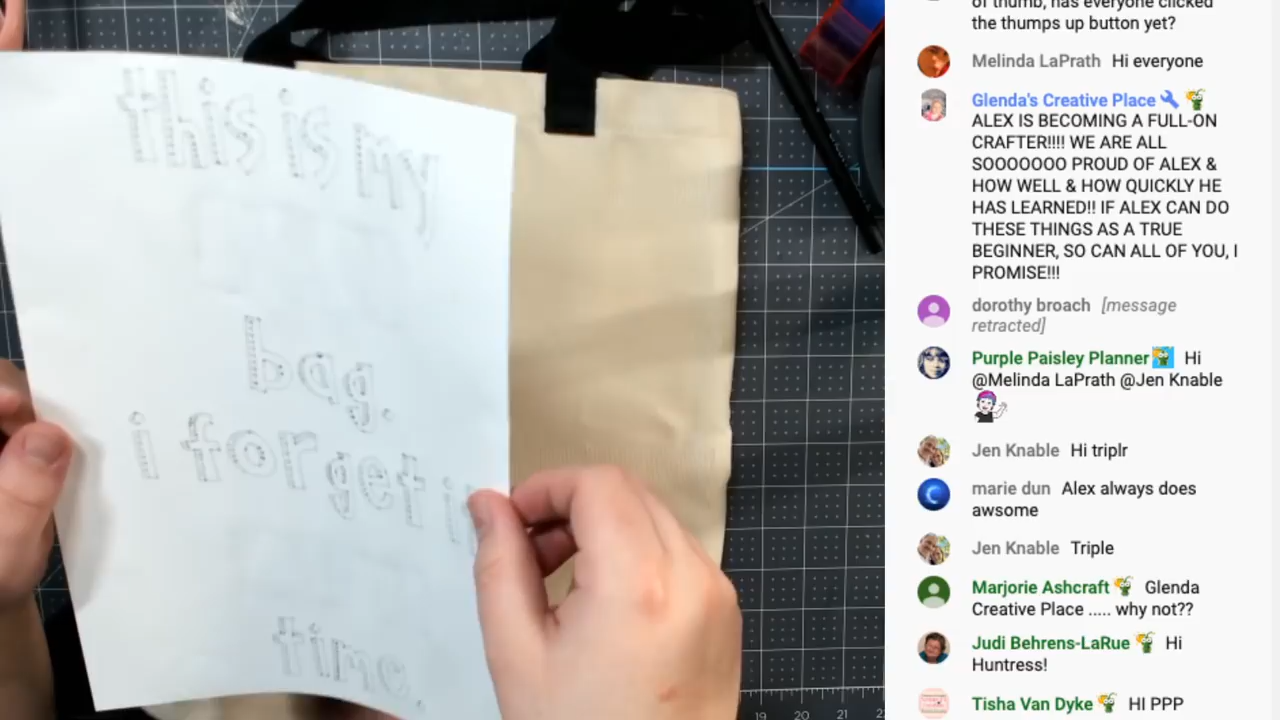 this is my
bag.
i forget i
time.
19 20 21
of thumb, has everyone clicked
the thumps up button yet?
Melinda LaPrath Hi everyone
Glenda's Creative Place
ALEX IS BECOMING A FULL-ON
CRAFTER!!!! WE ARE ALL
SOOOOOOO PROUD OF ALEX &
HOW WELL & HOW QUICKLY HE
HAS LEARNED!! IF ALEX CAN DO
THESE THINGS AS A TRUE
BEGINNER, SO CAN ALL OF YOU, I
PROMISE!!!
dorothy broach [message
retracted]
Purple Paisley Planner Hi
@Melinda LaPrath @Jen Knable
Jen Knable Hi triplr
marie dun Alex always does
awsome
Jen Knable Triple
Marjorie Ashcraft Glenda
Creative Place ..... why not??
Judi Behrens-LaRue Hi
Huntress!
Tisha Van Dyke HI PPP